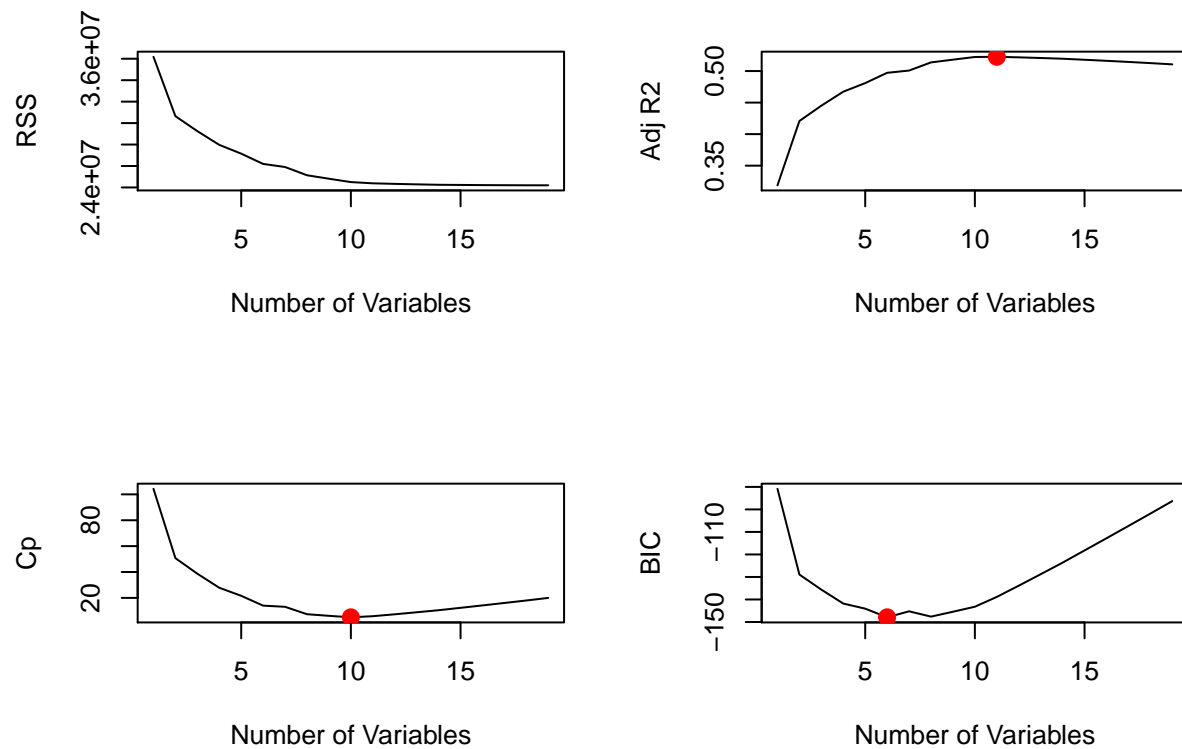 RSS
3.6e+07
2.4e+07
5
10
15
Number of Variables
Adj R2
0.50
0.35
5
10
15
Number of Variables
Cp
80
20
5
10
15
Number of Variables
BIC
−110
−150
5
10
15
Number of Variables